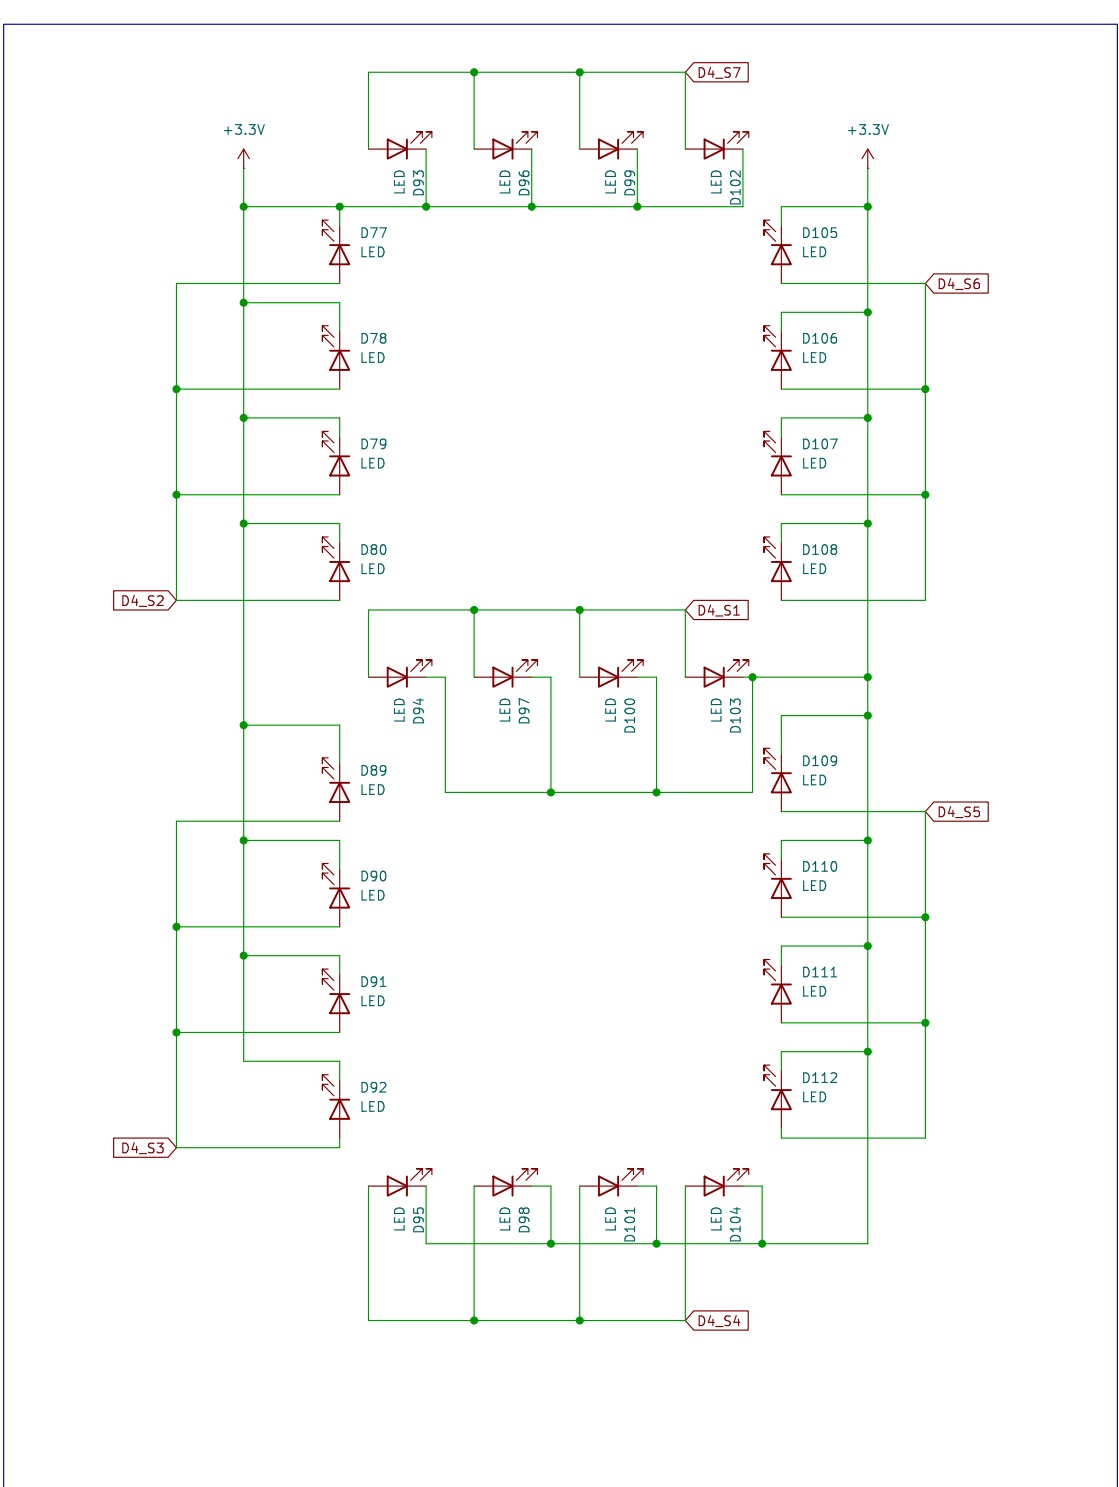 D4_S7
+3.3V
+3.3V
LED
D93
LED
D96
LED
D99
LED
D102
D77
LED
D105
LED
D4_S6
D78
LED
D106
LED
D79
LED
D107
LED
D80
LED
D108
LED
D4_S2
D4_S1
LED
D94
LED
D97
LED
D100
LED
D103
D89
LED
D109
LED
D4_S5
D90
LED
D110
LED
D91
LED
D111
LED
D92
LED
D112
LED
D4_S3
LED
D95
LED
D98
LED
D101
LED
D104
D4_S4